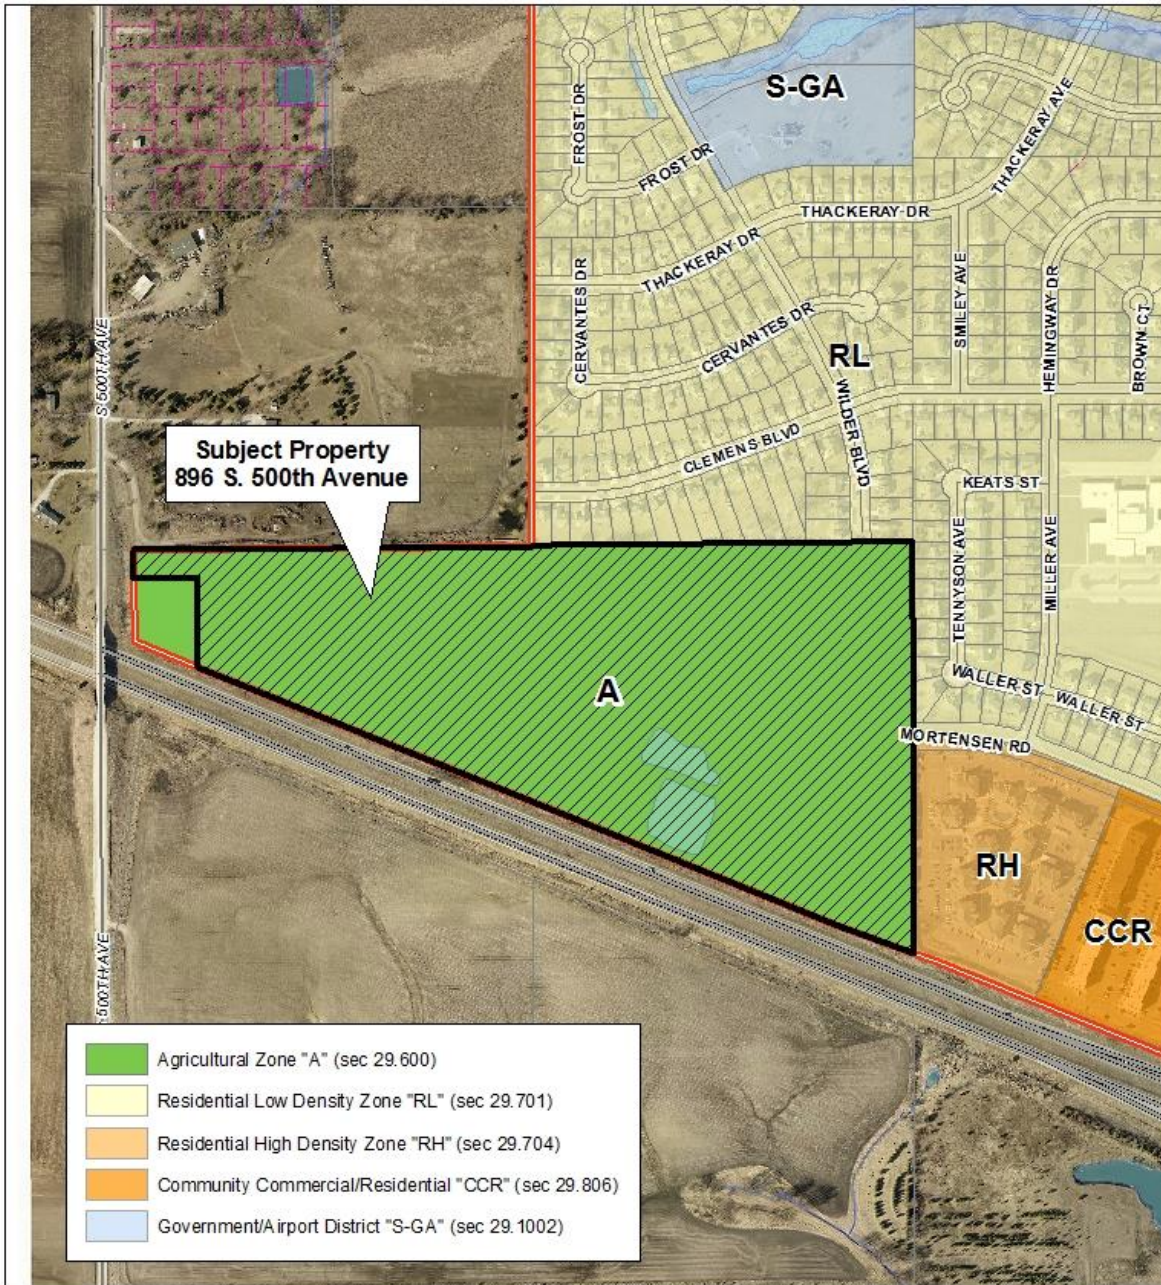 S-GA
FROST DR
FROST DR
THACKERAY AVE
THACKERAY DR
THACKERAY DR
CERVANTES DR
CERVANTES DR
SMILEY AVE
HEMINGWAY DR
BROWN CT
S 500TH AVE
RL
WILDER BLVD
CLEMENS BLVD
Subject Property
896 S. 500th Avenue
KEATS ST
TENNYSON AVE
MILLER AVE
A
WALLER ST
WALLER ST
MORTENSEN RD
RH
CCR
500TH AVE
Agricultural Zone "A" (sec 29.600)
Residential Low Density Zone "RL" (sec 29.701)
Residential High Density Zone "RH" (sec 29.704)
Community Commercial/Residential "CCR" (sec 29.806)
Government/Airport District "S-GA" (sec 29.1002)